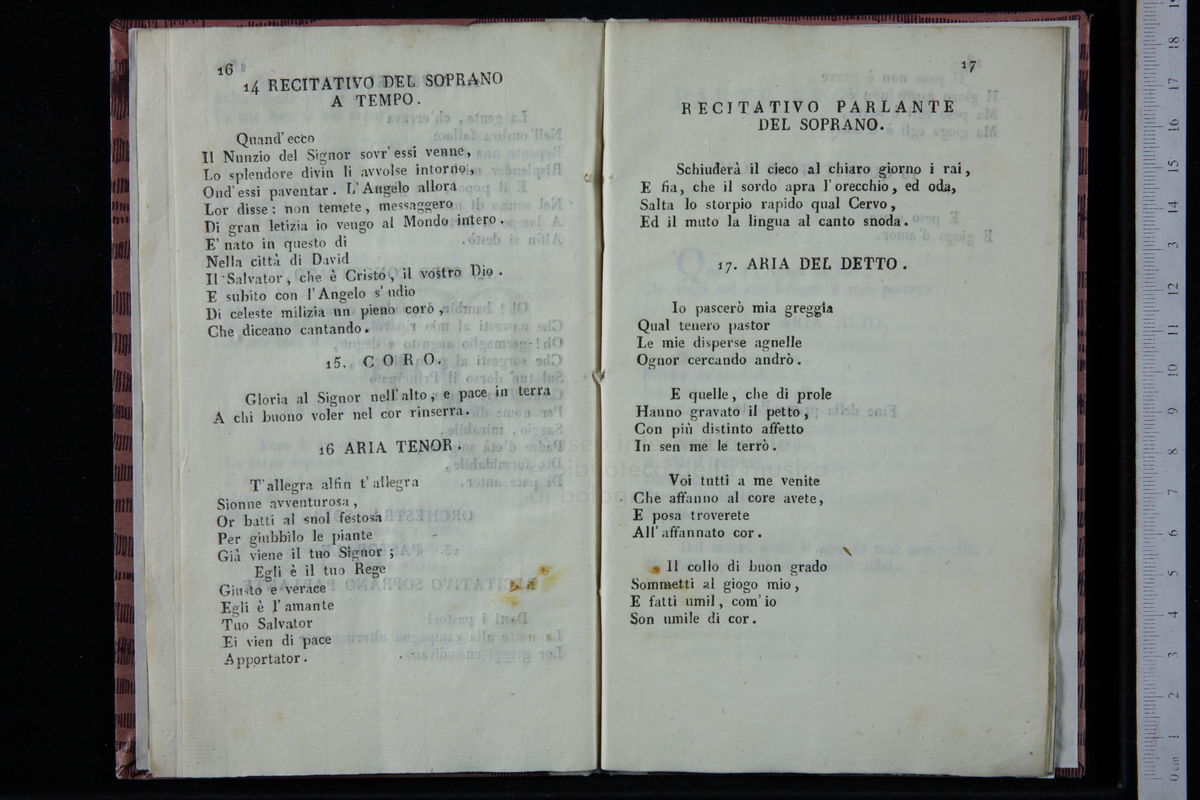 16
14 RECITATIVO DEL SOPRANO
A TEMPO.
Quand' ecco
Il Nunzio del Signor sovr' essi venne,
Lo splendore divin li avvolse intorno,
Ond' essi paventar. L'Angelo allora
Lor disse: non temete, messaggero
Di gran letizia io vengo al Mondo intero.
E' nato in questo dì
Nella città di David
Il Salvator, che è Cristo, il vostro Dio.
E subito con l'Angelo s' udio
Di celeste milizia un pieno coro,
Che diceano cantando.
15. CORO.
Gloria al Signor nell'alto, e pace in terra
A chi buono voler nel cor rinserra.
16 ARIA TENOR.
T'allegra alfin t'allegra
Sionne avventurosa,
Or batti al suol festosa
Per giubbilo le piante
Già viene il tuo Signor;
Egli è il tuo Rege
Giusto e verace
Egli è l'amante
Tuo Salvator
Ei vien di pace
Apportator.
17
RECITATIVO PARLANTE
DEL SOPRANO.
Schiuderà il cieco al chiaro giorno i rai,
E fia, che il sordo apra l'orecchio, ed oda,
Salta lo storpio rapido qual Cervo,
Ed il muto la lingua al canto snoda.
17. ARIA DEL DETTO.
Io pascerò mia greggia
Qual tenero pastor
Le mie disperse agnelle
Ognor cercando andrò.
E quelle, che di prole
Hanno gravato il petto,
Con più distinto affetto
In sen me le terrò.
Voi tutti a me venite
Che affanno al core avete,
E posa troverete
All'affannato cor.
Il collo di buon grado
Sommetti al giogo mio,
E fatti umil, com'io
Son umile di cor.